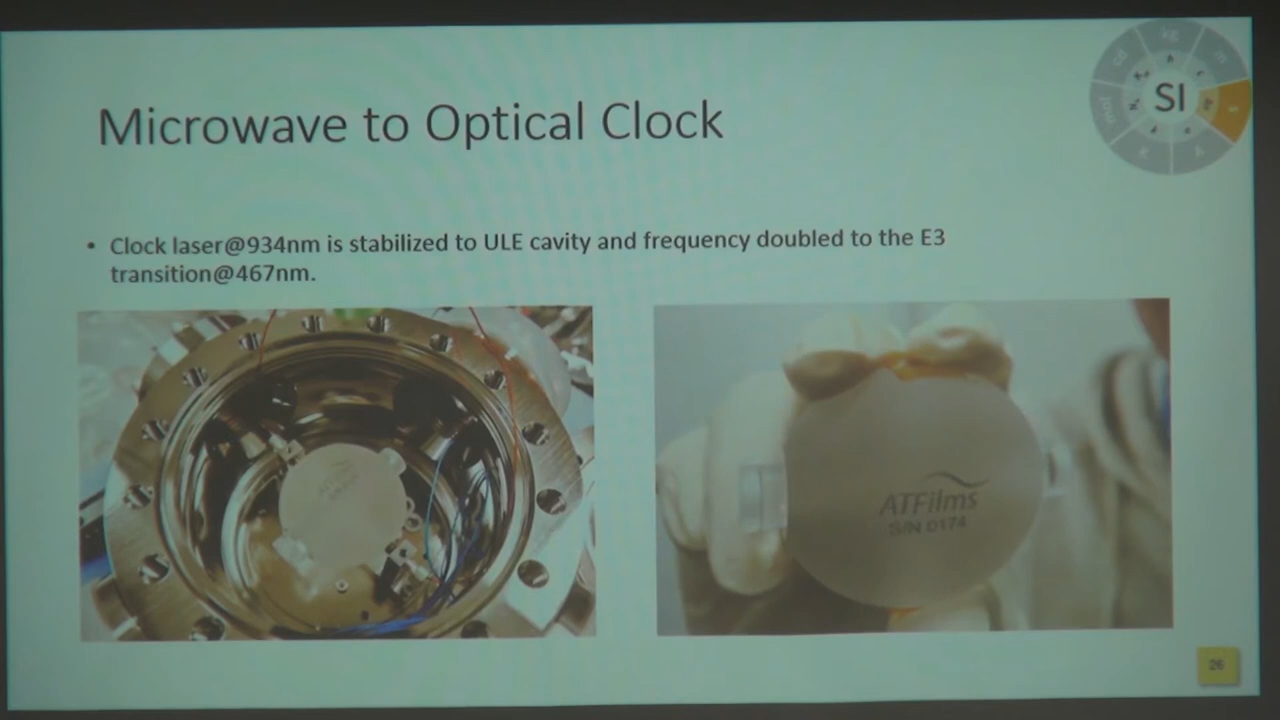 Microwave to Optical Clock
SI
• Clock laser@934nm is stabilized to ULE cavity and frequency doubled to the E3
transition@467nm.
ATFilms
S/N 0174
26